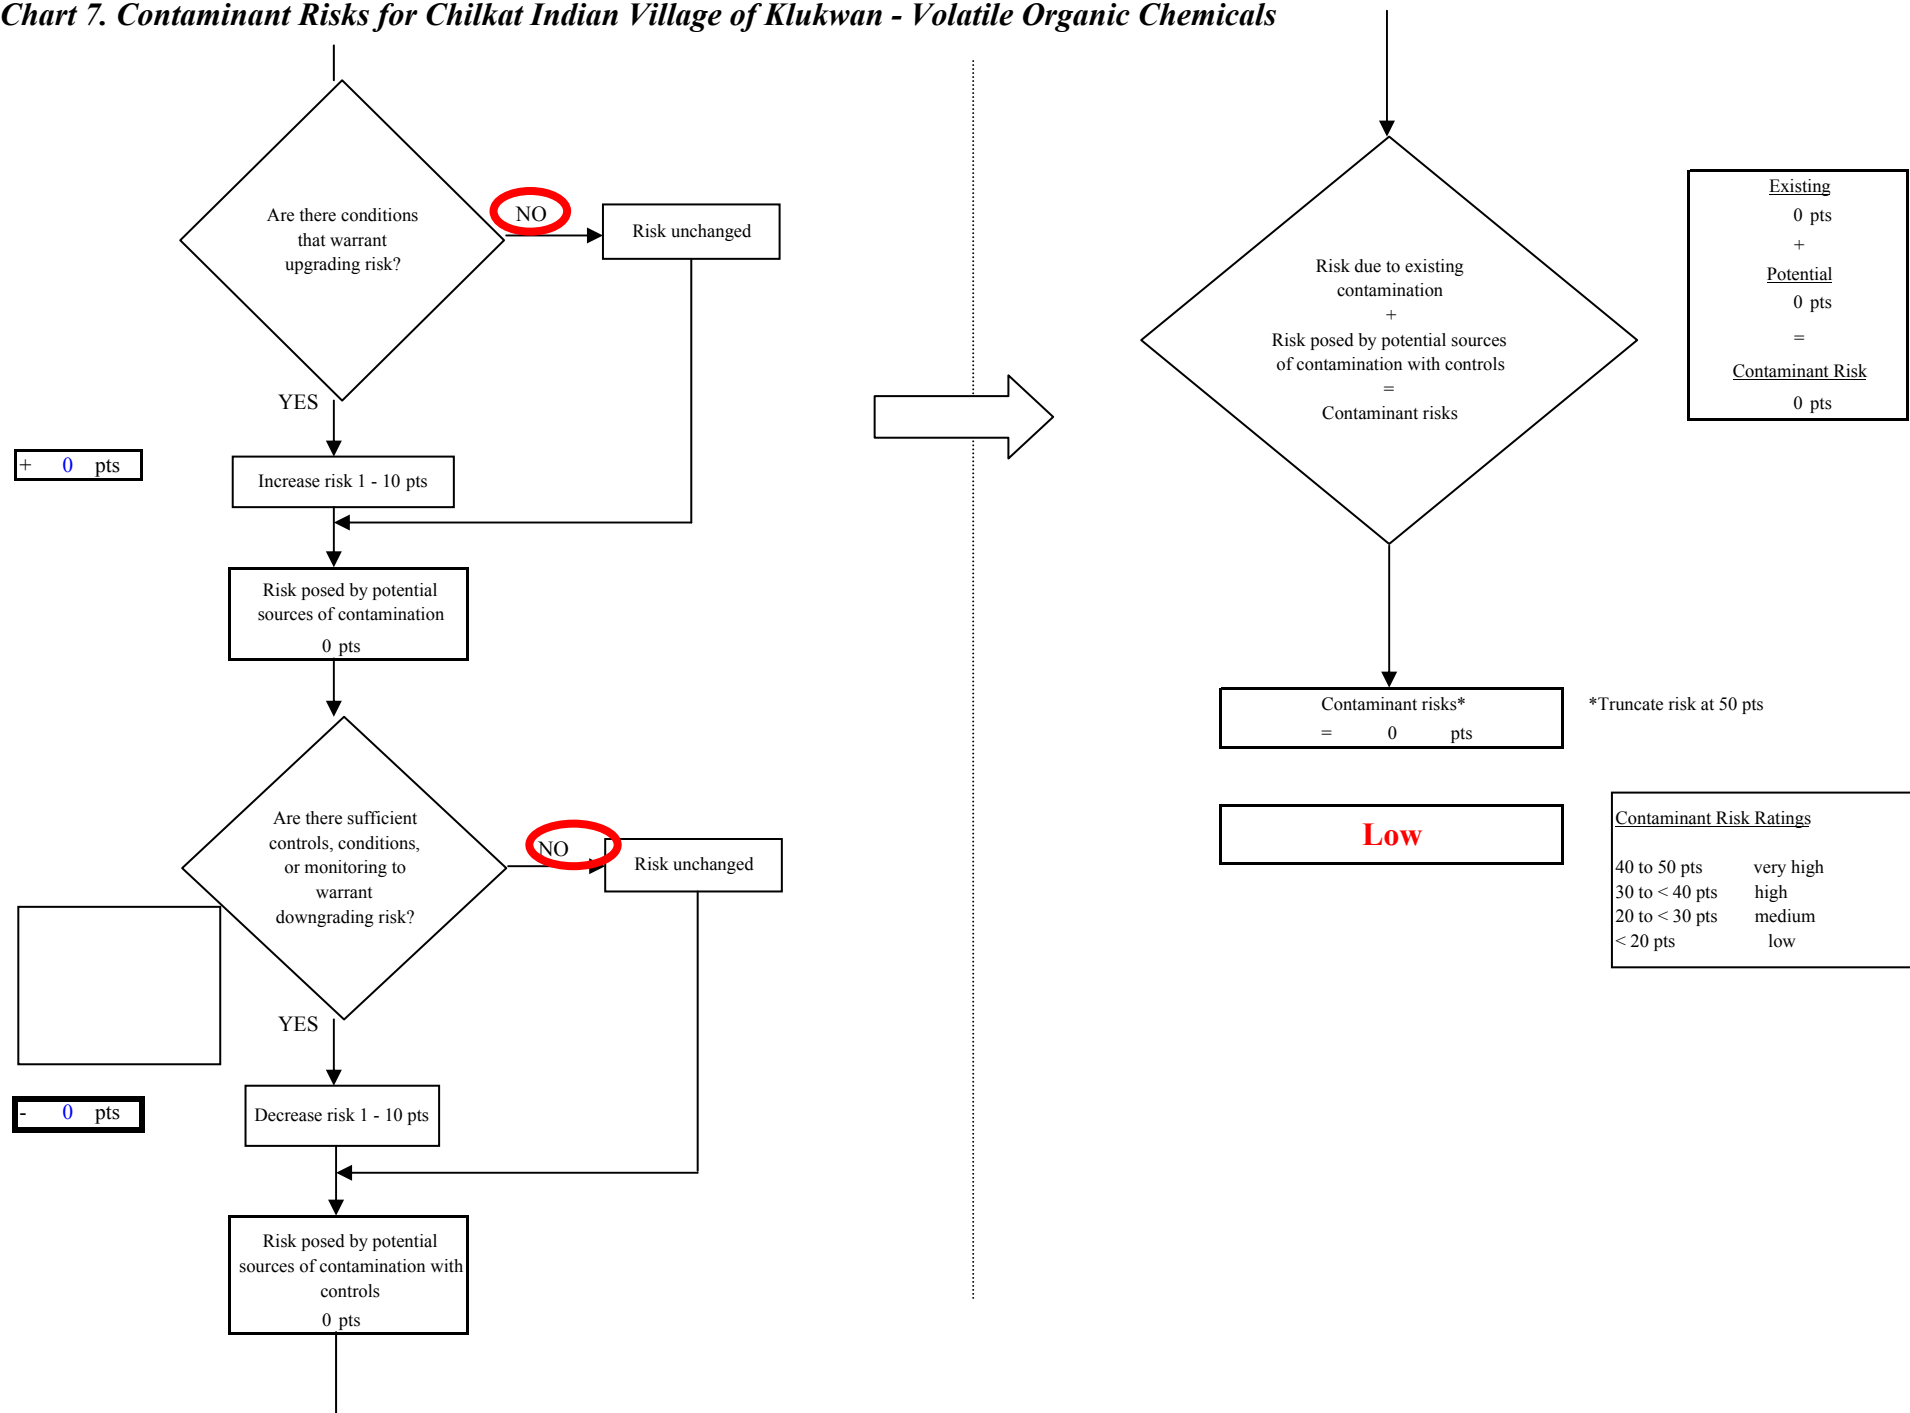 Chart 7. Contaminant Risks for Chilkat Indian Village of Klukwan - Volatile Organic Chemicals
Are there conditions
that warrant
upgrading risk?
NO
Risk unchanged
YES
+ 0 pts
Increase risk 1 - 10 pts
Risk posed by potential
sources of contamination
0 pts
Are there sufficient
controls, conditions,
or monitoring to
warrant
downgrading risk?
NO
Risk unchanged
YES
- 0 pts
Decrease risk 1 - 10 pts
Risk posed by potential
sources of contamination with
controls
0 pts
Risk due to existing
contamination
+
Risk posed by potential sources
of contamination with controls
=
Contaminant risks
Existing
0 pts
+
Potential
0 pts
=
Contaminant Risk
0 pts
Contaminant risks*
= 0 pts
*Truncate risk at 50 pts
Low
Contaminant Risk Ratings
40 to 50 pts very high
30 to < 40 pts high
20 to < 30 pts medium
< 20 pts low